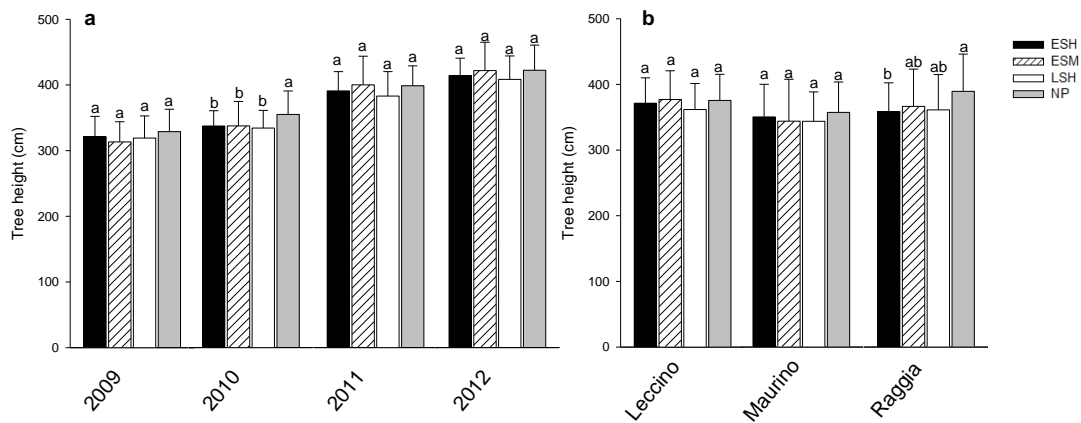 a
500
400
300
200
100
0
Tree height (cm)
a a a a
b b b a
a a a a
a a a a
2009 2010 2011 2012
b
500
400
300
200
100
0
Tree height (cm)
a a a a
a a a a
b ab ab a
Leccino Maurino Raggia
ESH
ESM
LSH
NP